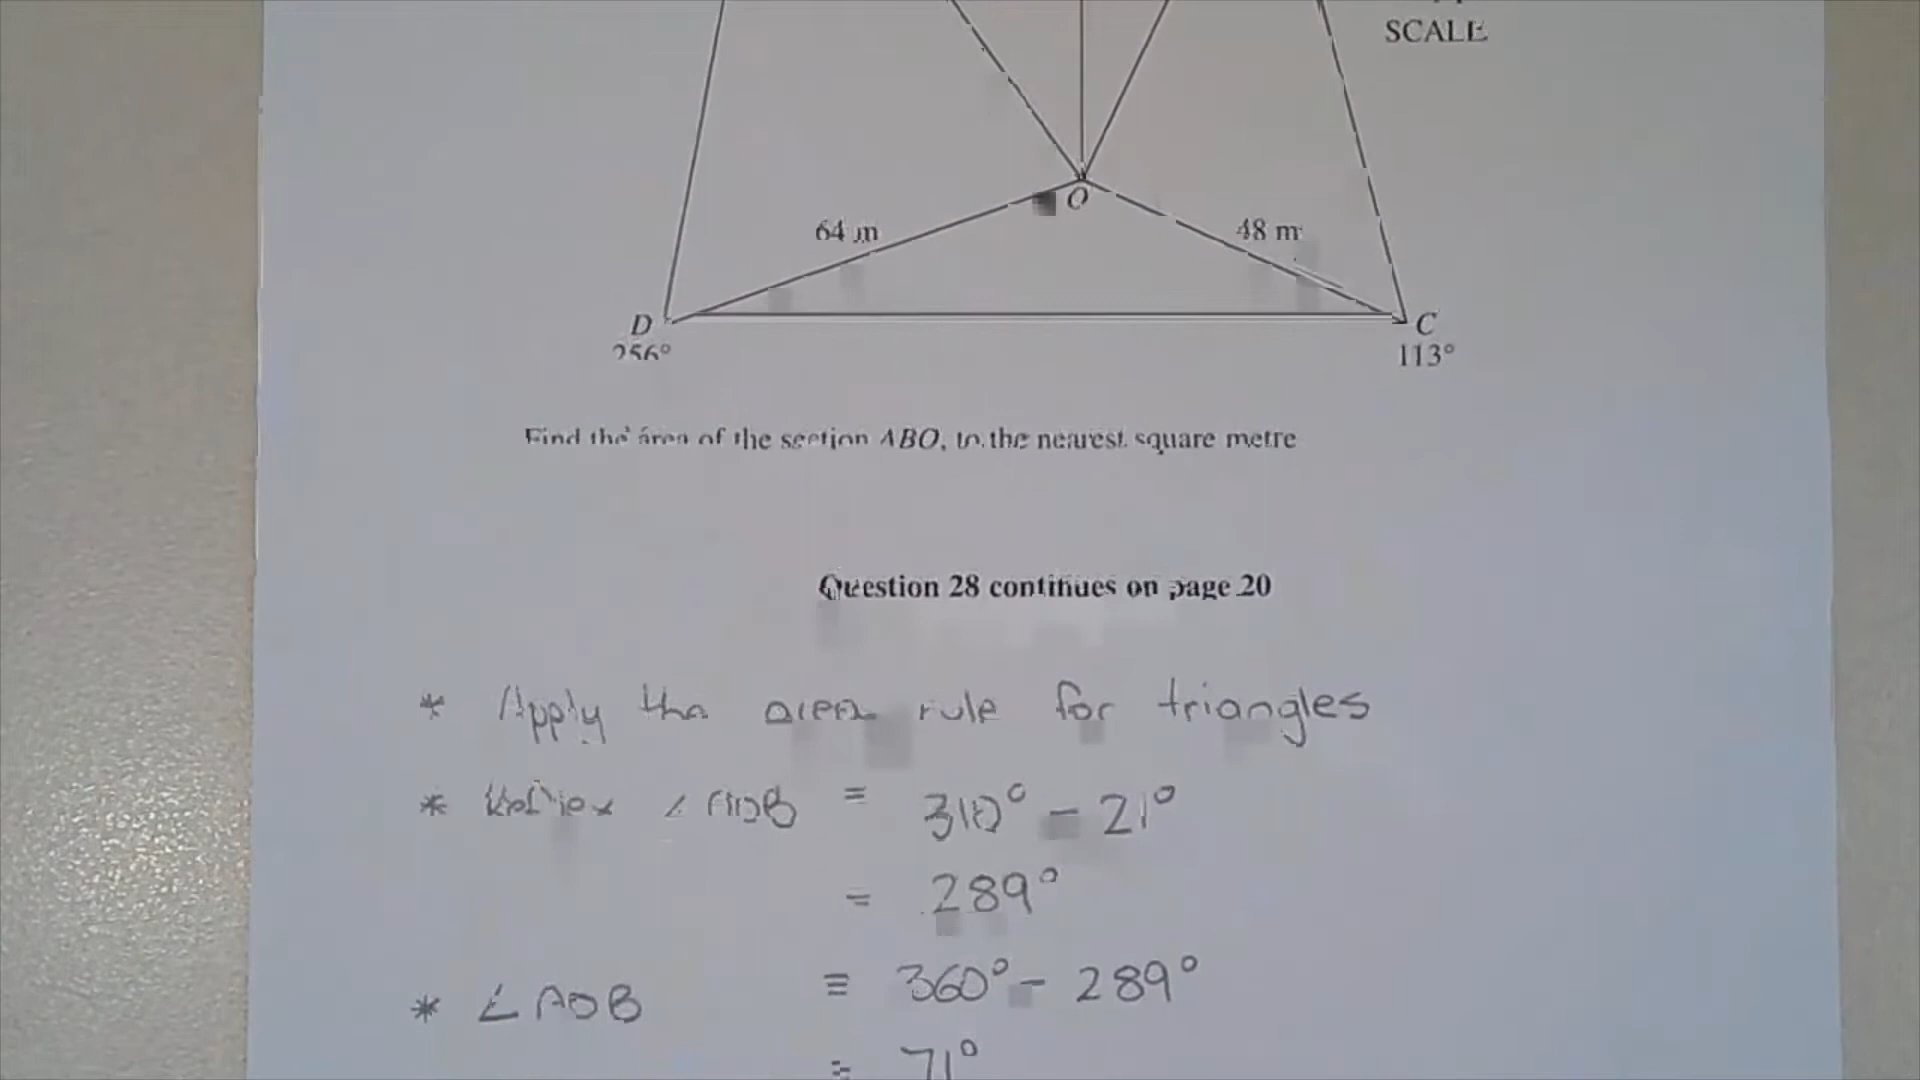 SCALE
O
64 m
48 m
D
C
256°
113°
Find the area of the section ABO, to the nearest square metre
Question 28 continues on page 20
* Apply the area rule for triangles
* Reflex ∠ AOB = 310° - 21°
= 289°
* ∠ AOB = 360° - 289°
= 71°